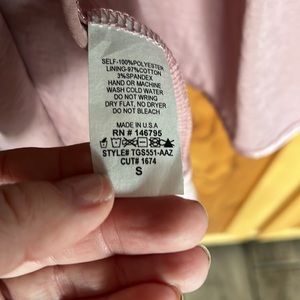 SELF-100%POLYESTER
LINING-97%COTTON
3%SPANDEX
HAND OR MACHINE
WASH COLD WATER
DO NOT WRING
DRY FLAT, NO DRYER
DO NOT BLEACH
MADE IN U.S.A
RN # 146795
STYLE# TGS551-AAZ
CUT# 1674
S